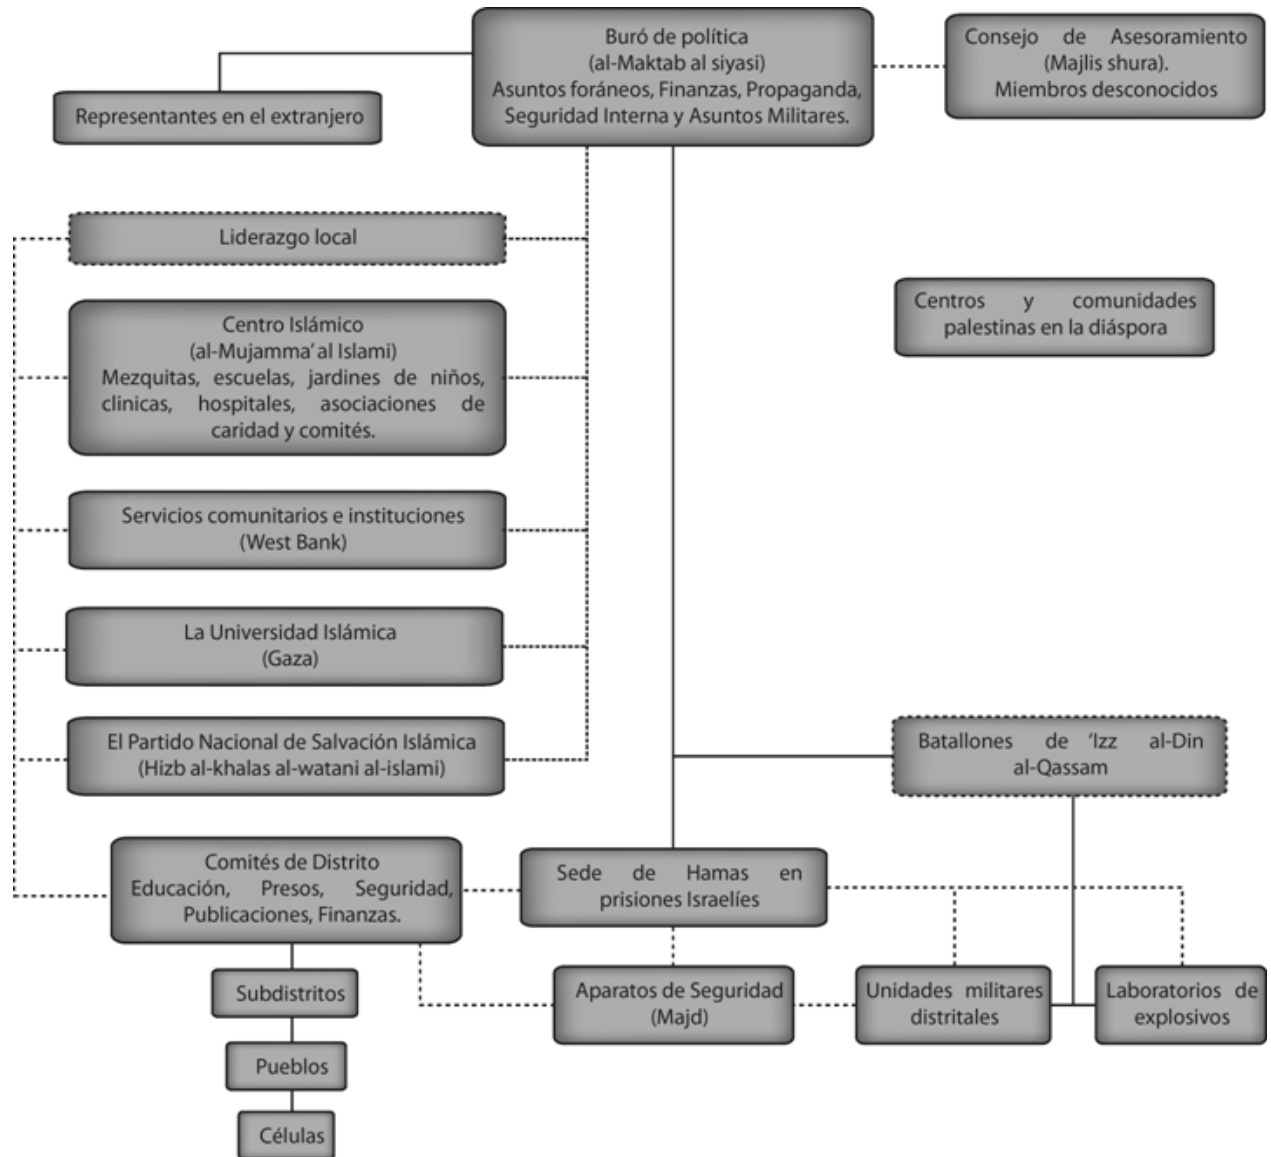 Buró de política
(al-Maktab al siyasi)
Asuntos foráneos, Finanzas, Propaganda,
Seguridad Interna y Asuntos Militares.
Consejo de Asesoramiento
(Majlis shura).
Miembros desconocidos
Representantes en el extranjero
Liderazgo local
Centro Islámico
(al-Mujamma’ al Islami)
Mezquitas, escuelas, jardines de niños,
clinicas, hospitales, asociaciones de
caridad y comités.
Centros y comunidades
palestinas en la diáspora
Servicios comunitarios e instituciones
(West Bank)
La Universidad Islámica
(Gaza)
El Partido Nacional de Salvación Islámica
(Hizb al-khalas al-watani al-islami)
Batallones de ‘Izz al-Din
al-Qassam
Comités de Distrito
Educación, Presos, Seguridad,
Publicaciones, Finanzas.
Sede de Hamas en
prisiones Israelíes
Subdistritos
Aparatos de Seguridad
(Majd)
Unidades militares
distritales
Laboratorios de
explosivos
Pueblos
Células